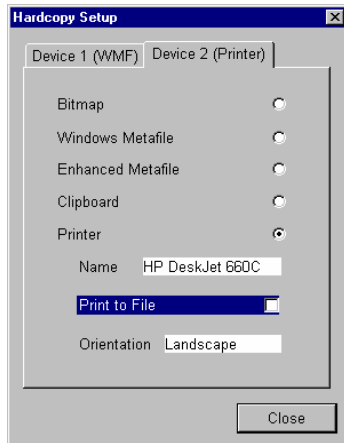 Hardcopy Setup
Device 1 (WMF) Device 2 (Printer)
Bitmap
Windows Metafile
Enhanced Metafile
Clipboard
Printer
Name HP DeskJet 660C
Print to File
Orientation Landscape
Close